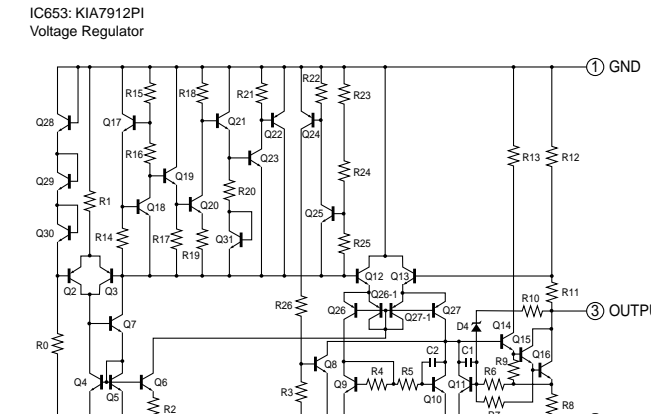 IC653: KIA7912PI
Voltage Regulator
1 GND
R22
R15 R18 R21 R23
Q28 Q17 Q21 Q22 Q24
R16 R13 R12
Q23
Q29 Q19 R24
R1 R20
Q18 Q20 Q25
Q30 R14 R17 Q31 R25
R19
Q2 Q3 Q12 Q13
Q26-1 R11
R26 Q26 Q27 R10
Q27-1 3 OUTPU
Q7 D4 Q14
Q15
R0 C2 C1 Q16
Q8 R9
R4 R5 R6
Q4 Q6 Q9 Q11
Q5 R3 Q10
R2 R7 R8